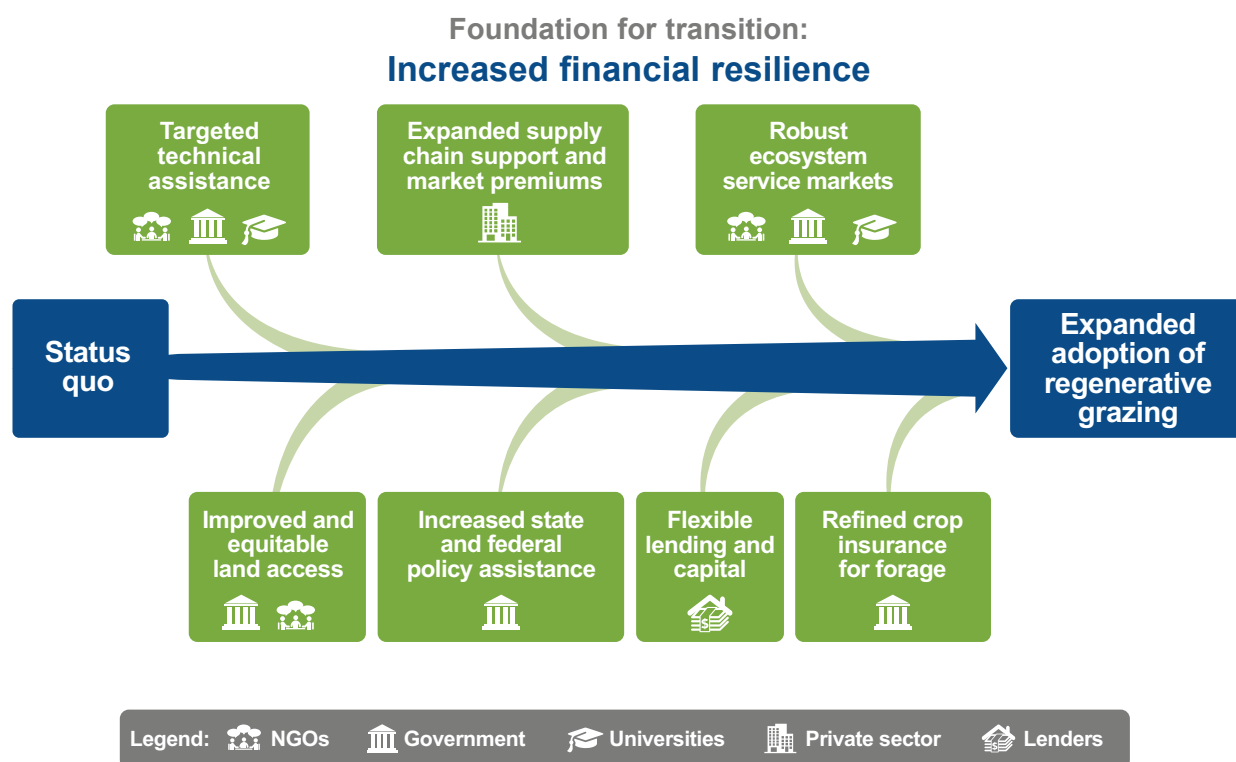 Foundation for transition:
Increased financial resilience
Targeted
technical
assistance
Expanded supply
chain support and
market premiums
Robust
ecosystem
service markets
Status
quo
Expanded
adoption of
regenerative
grazing
Improved and
equitable
land access
Increased state
and federal
policy assistance
Flexible
lending and
capital
$
Refined crop
insurance
for forage
Legend: NGOs Government Universities Private sector $ Lenders